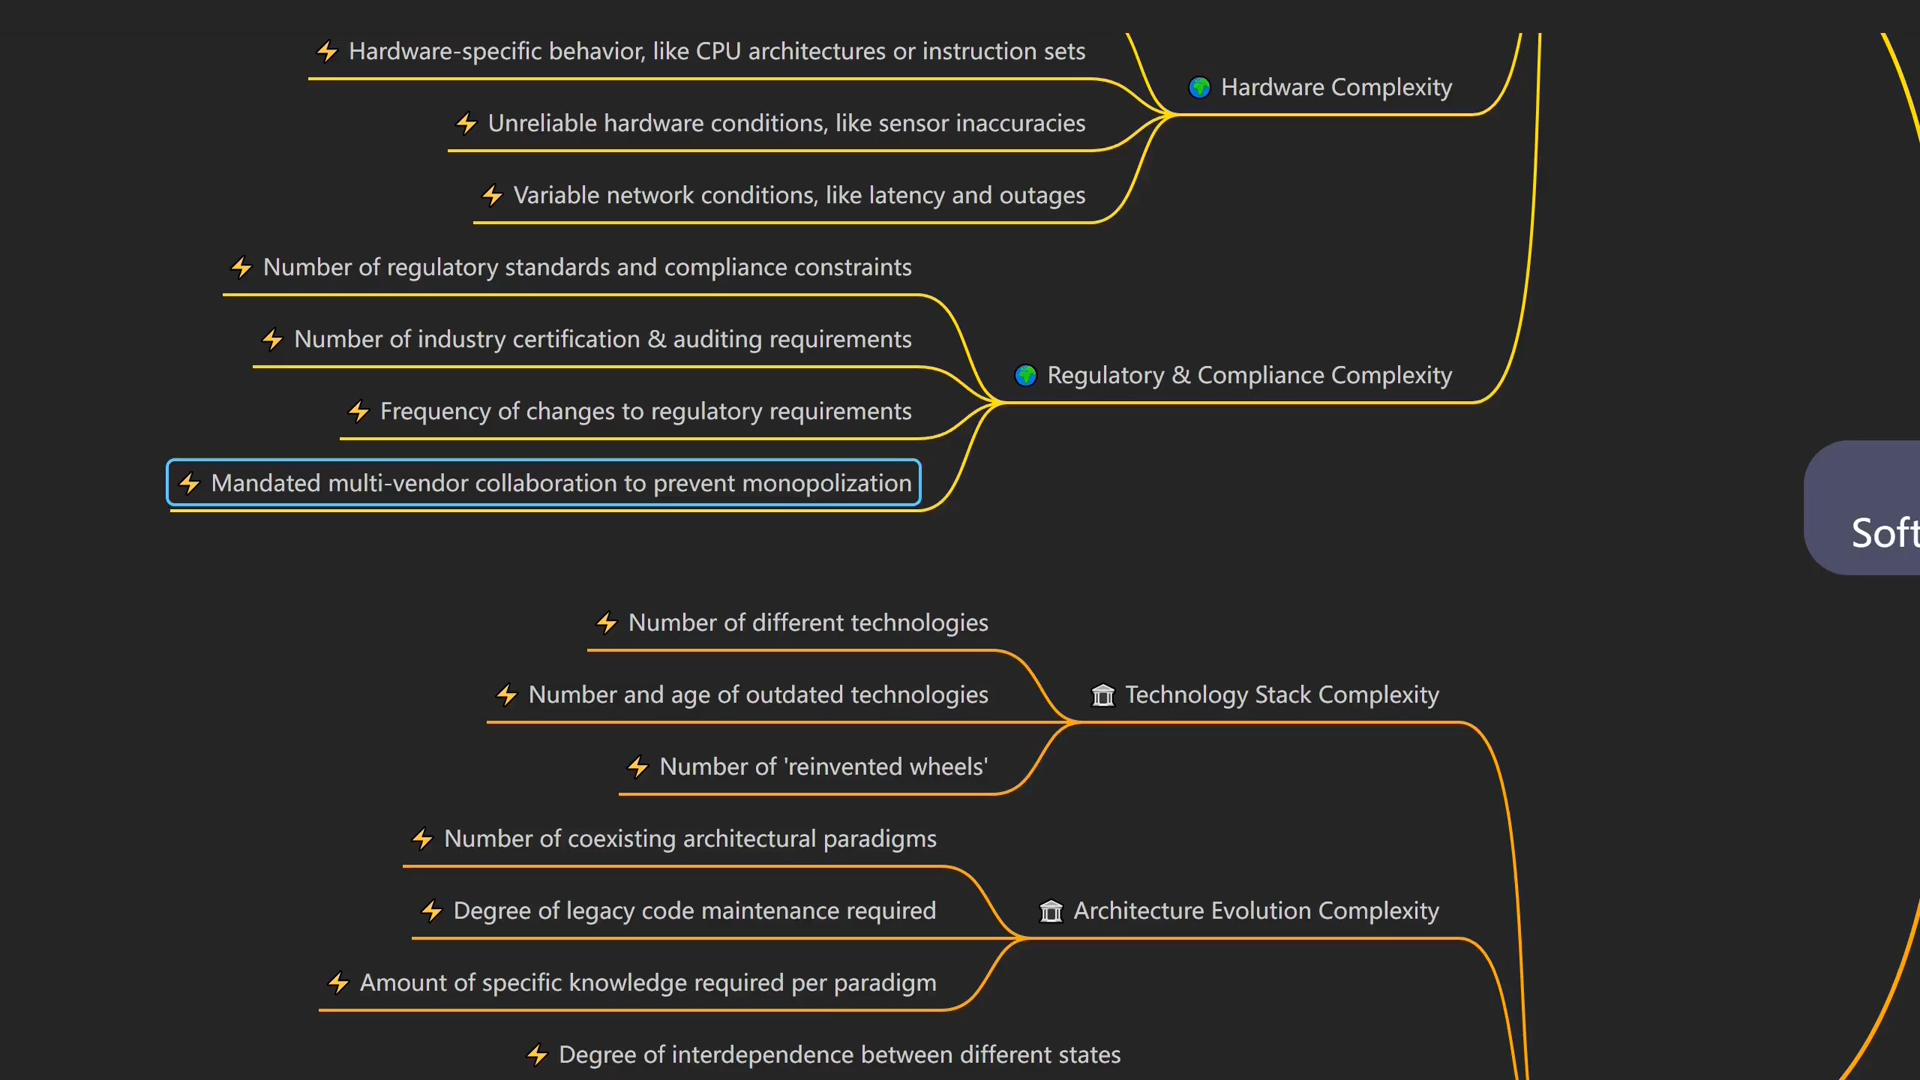 Hardware-specific behavior, like CPU architectures or instruction sets
Hardware Complexity
Unreliable hardware conditions, like sensor inaccuracies
Variable network conditions, like latency and outages
Number of regulatory standards and compliance constraints
Number of industry certification & auditing requirements
Regulatory & Compliance Complexity
Frequency of changes to regulatory requirements
Mandated multi-vendor collaboration to prevent monopolization
Soft
Number of different technologies
Number and age of outdated technologies
Technology Stack Complexity
Number of 'reinvented wheels'
Number of coexisting architectural paradigms
Degree of legacy code maintenance required
Architecture Evolution Complexity
Amount of specific knowledge required per paradigm
Degree of interdependence between different states